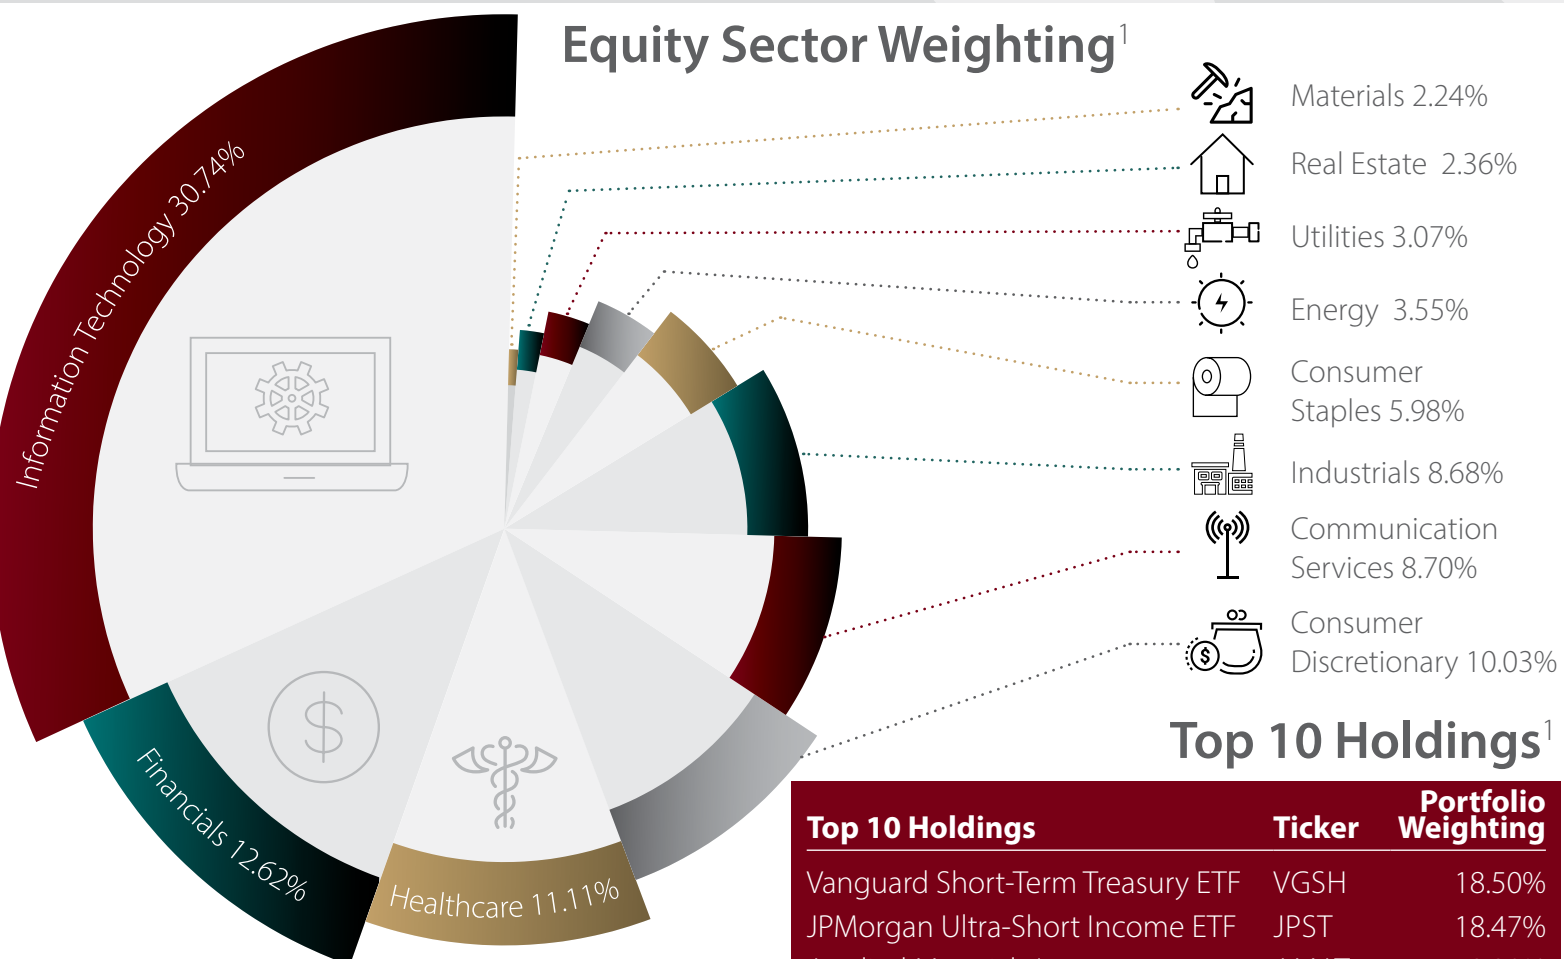 Equity Sector Weighting1
Information Technology 30.74%
Materials 2.24%
Real Estate 2.36%
Utilities 3.07%
Energy 3.55%
Consumer
Staples 5.98%
Industrials 8.68%
Communication
Services 8.70%
Consumer
Discretionary 10.03%
Financials 12.62%
Healthcare 11.11%
$
$
Top 10 Holdings1
Top 10 Holdings Ticker Portfolio Weighting
Vanguard Short-Term Treasury ETF VGSH 18.50%
JPMorgan Ultra-Short Income ETF JPST 18.47%